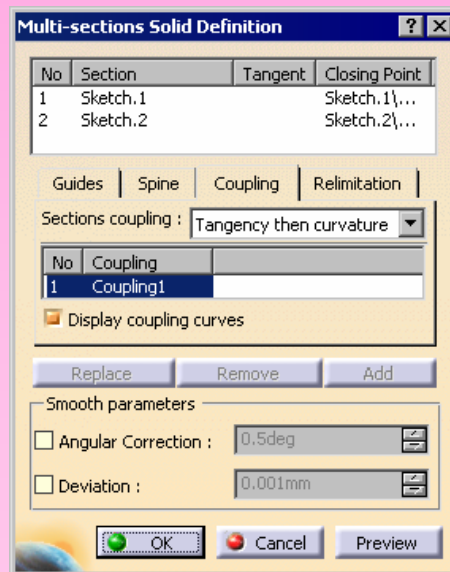 Multi-sections Solid Definition
No Section Tangent Closing Point
1 Sketch.1 Sketch.1\...
2 Sketch.2 Sketch.2\...
Guides Spine Coupling Relimitation
Sections coupling : Tangency then curvature
No Coupling
1 Coupling1
Display coupling curves
Replace Remove Add
Smooth parameters
Angular Correction : 0.5deg
Deviation : 0.001mm
OK Cancel Preview